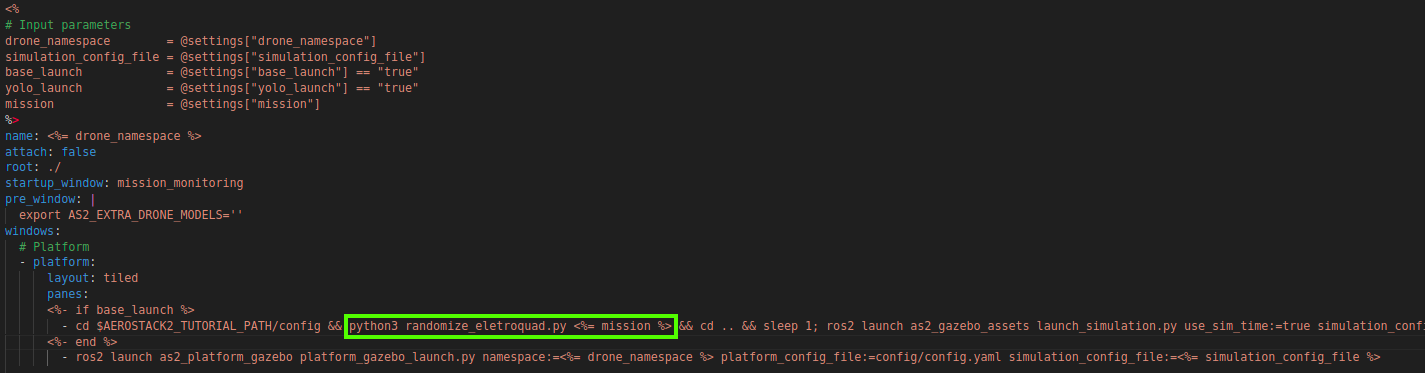 <%
# Input parameters
drone_namespace        = @settings["drone_namespace"]
simulation_config_file = @settings["simulation_config_file"]
base_launch            = @settings["base_launch"] == "true"
yolo_launch            = @settings["yolo_launch"] == "true"
mission                = @settings["mission"]
%>
name: <%= drone_namespace %>
attach: false
root: ./
startup_window: mission_monitoring
pre_window: |
  export AS2_EXTRA_DRONE_MODELS=''
windows:
  # Platform
  - platform:
      layout: tiled
      panes:
      <%- if base_launch %>
        - cd $AEROSTACK2_TUTORIAL_PATH/config && python3 randomize_eletroquad.py <%= mission %> && cd .. && sleep 1; ros2 launch as2_gazebo_assets launch_simulation.py use_sim_time:=true simulation_confi
      <%- end %>
        - ros2 launch as2_platform_gazebo platform_gazebo_launch.py namespace:=<%= drone_namespace %> platform_config_file:=config/config.yaml simulation_config_file:=<%= simulation_config_file %>